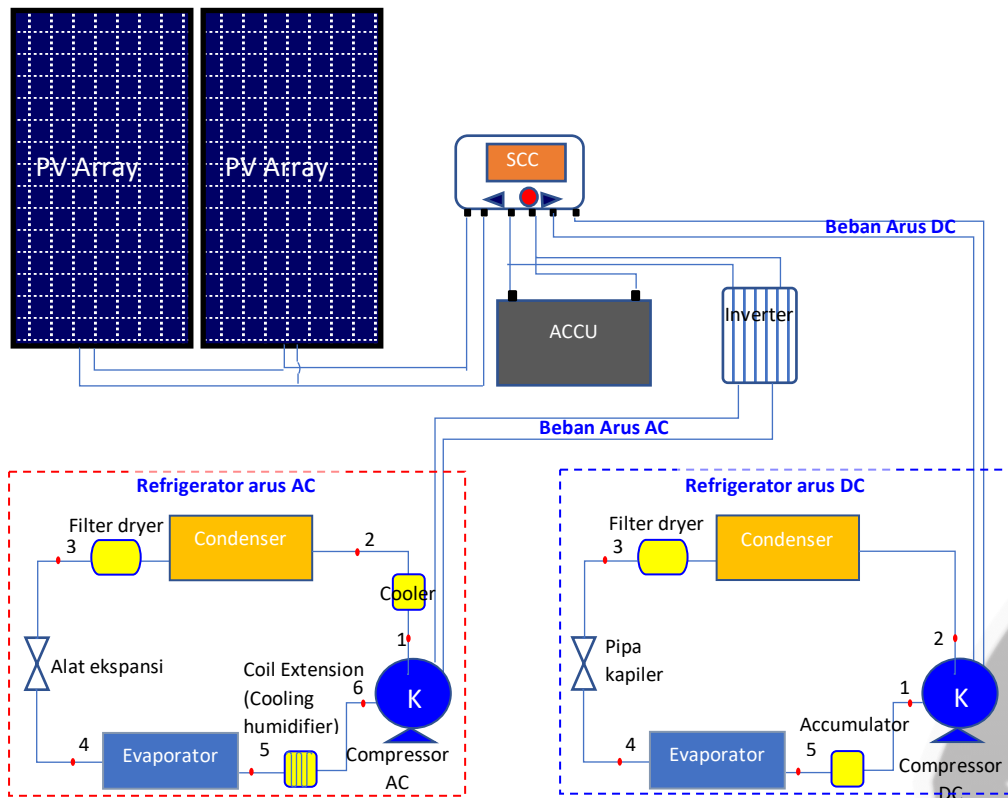 PV Array
PV Array
SCC
Beban Arus DC
ACCU
Inverter
Beban Arus AC
Refrigerator arus AC
Filter dryer
3
Condenser
2
Cooler
1
Alat ekspansi
Coil Extension
(Cooling
humidifier)
6
K
4
Evaporator
5
Compressor
AC
Refrigerator arus DC
Filter dryer
3
Condenser
2
Pipa
kapiler
1
K
Accumulator
4
Evaporator
5
Compressor
DC